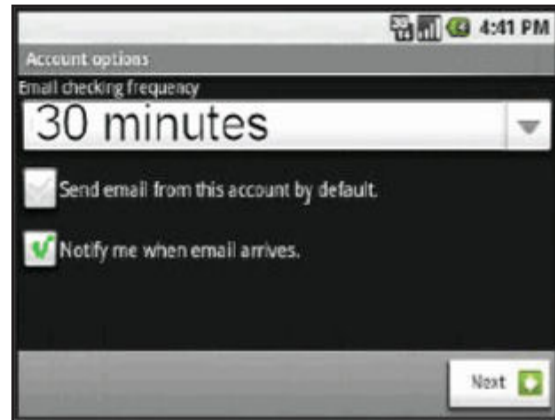 4:41 PM
Account options
Email checking frequency
30 minutes
Send email from this account by default.
Notify me when email arrives.
Next